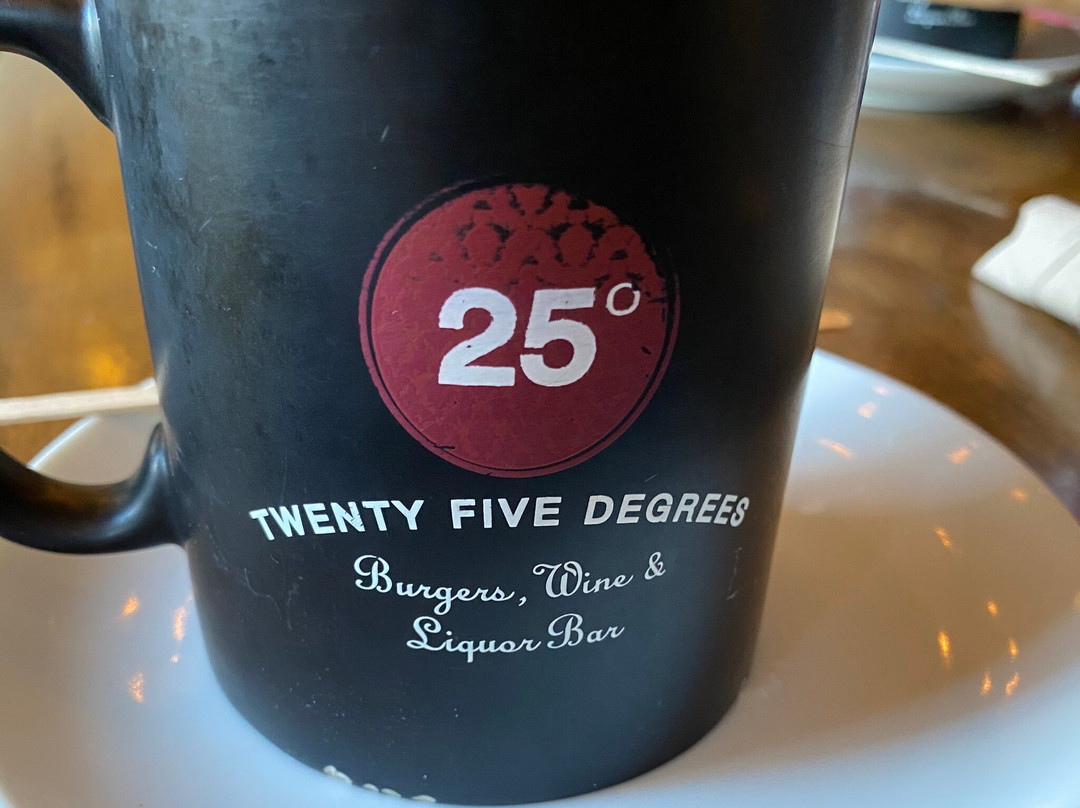 25°
TWENTY FIVE DEGREES
Burgers, Wine &
Liquor Bar